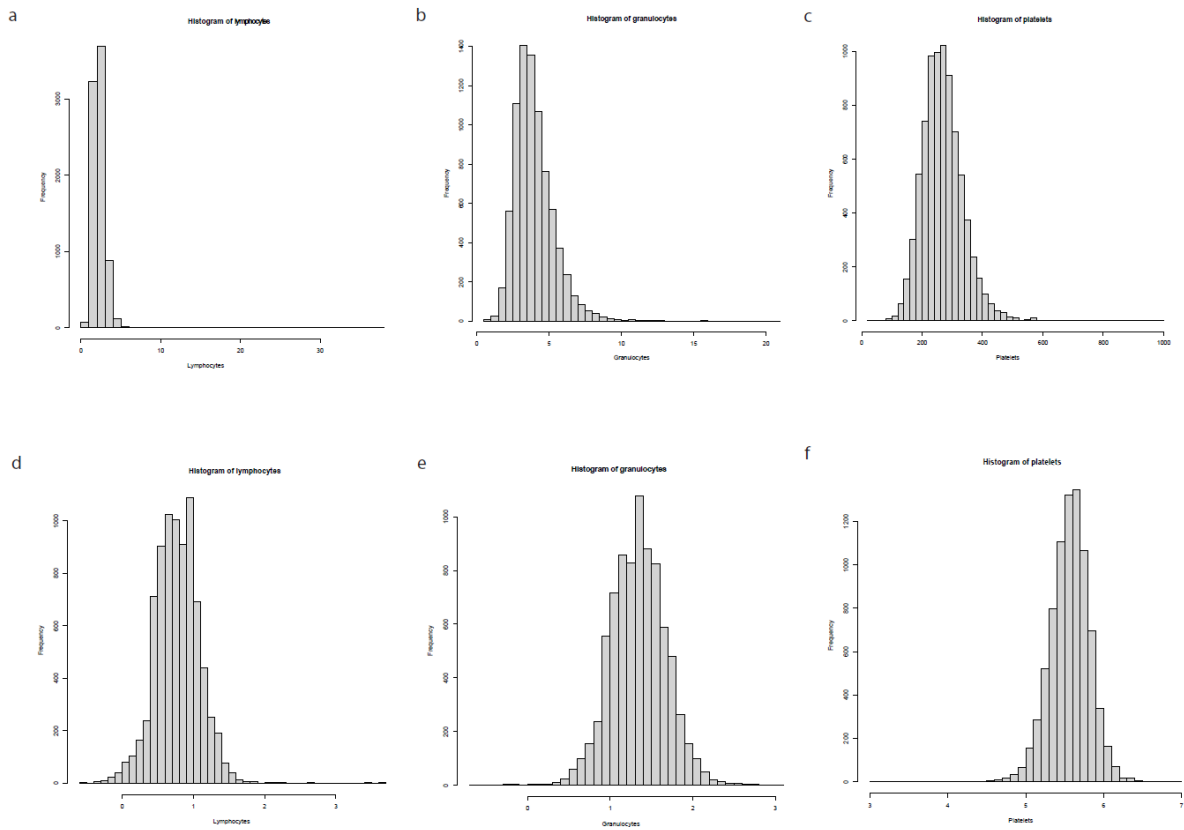 a
Histogram of lymphocytes
Frequency
0
1000
2000
3000
0 10 20 30
Lymphocytes
b
Histogram of granulocytes
Frequency
0
200
400
600
800
1000
1200
1400
0 5 10 15 20
Granulocytes
c
Histogram of platelets
Frequency
0
200
400
600
800
1000
0 200 400 600 800 1000
Platelets
d
Histogram of lymphocytes
Frequency
0
200
400
600
800
1000
0 1 2 3
Lymphocytes
e
Histogram of granulocytes
Frequency
0
200
400
600
800
1000
0 1 2 3
Granulocytes
f
Histogram of platelets
Frequency
0
200
400
600
800
1000
1200
3 4 5 6 7
Platelets